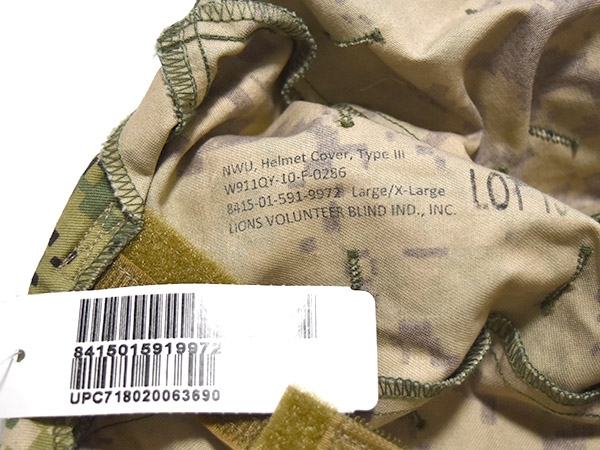 NWU, Helmet Cover, Type III
W911QY-10-F-0286
8415-01-591-9972 Large/X-Large
LIONS VOLUNTEER BLIND IND., INC.
LOT
8415015919972
UPC718020063690